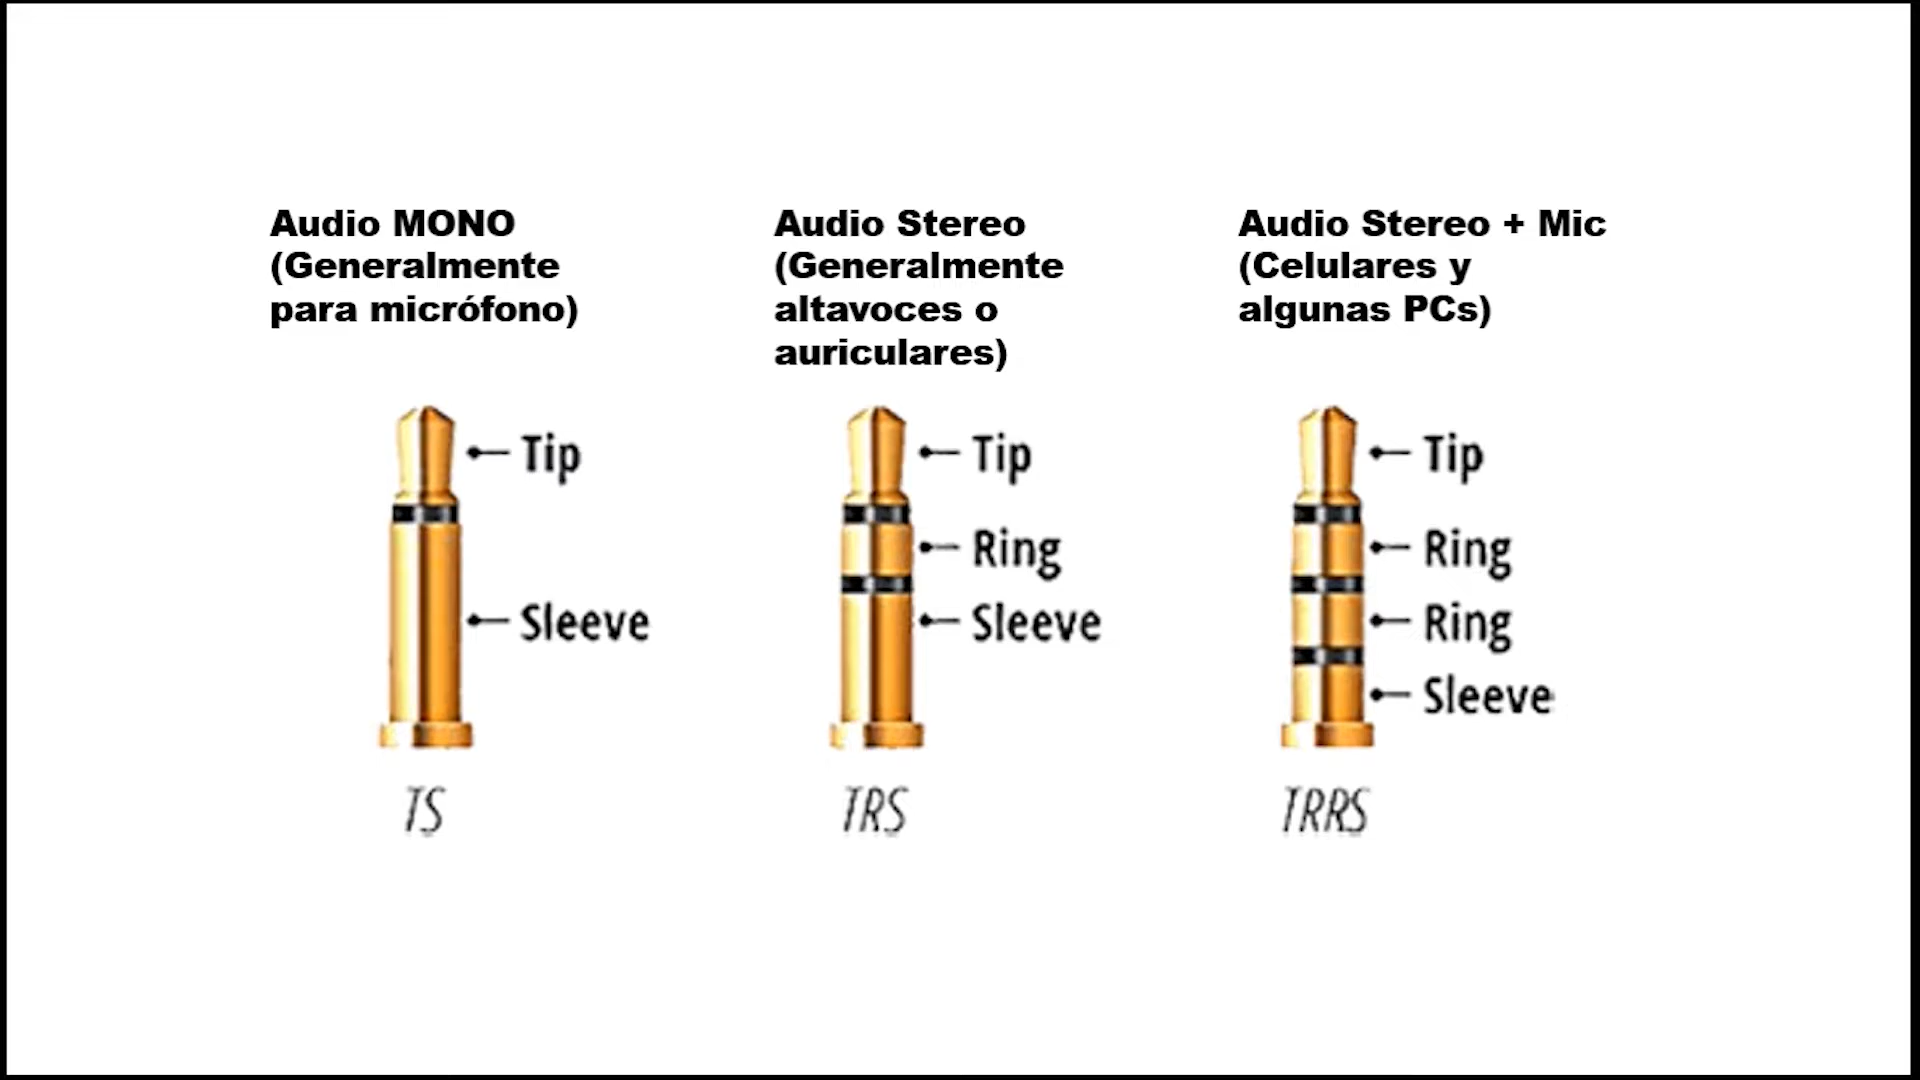 Audio MONO
(Generalmente
para micrófono)
Audio Stereo
(Generalmente
altavoces o
auriculares)
Audio Stereo + Mic
(Celulares y
algunas PCs)
Tip
Sleeve
TS
Tip
Ring
Sleeve
TRS
Tip
Ring
Ring
Sleeve
TRRS